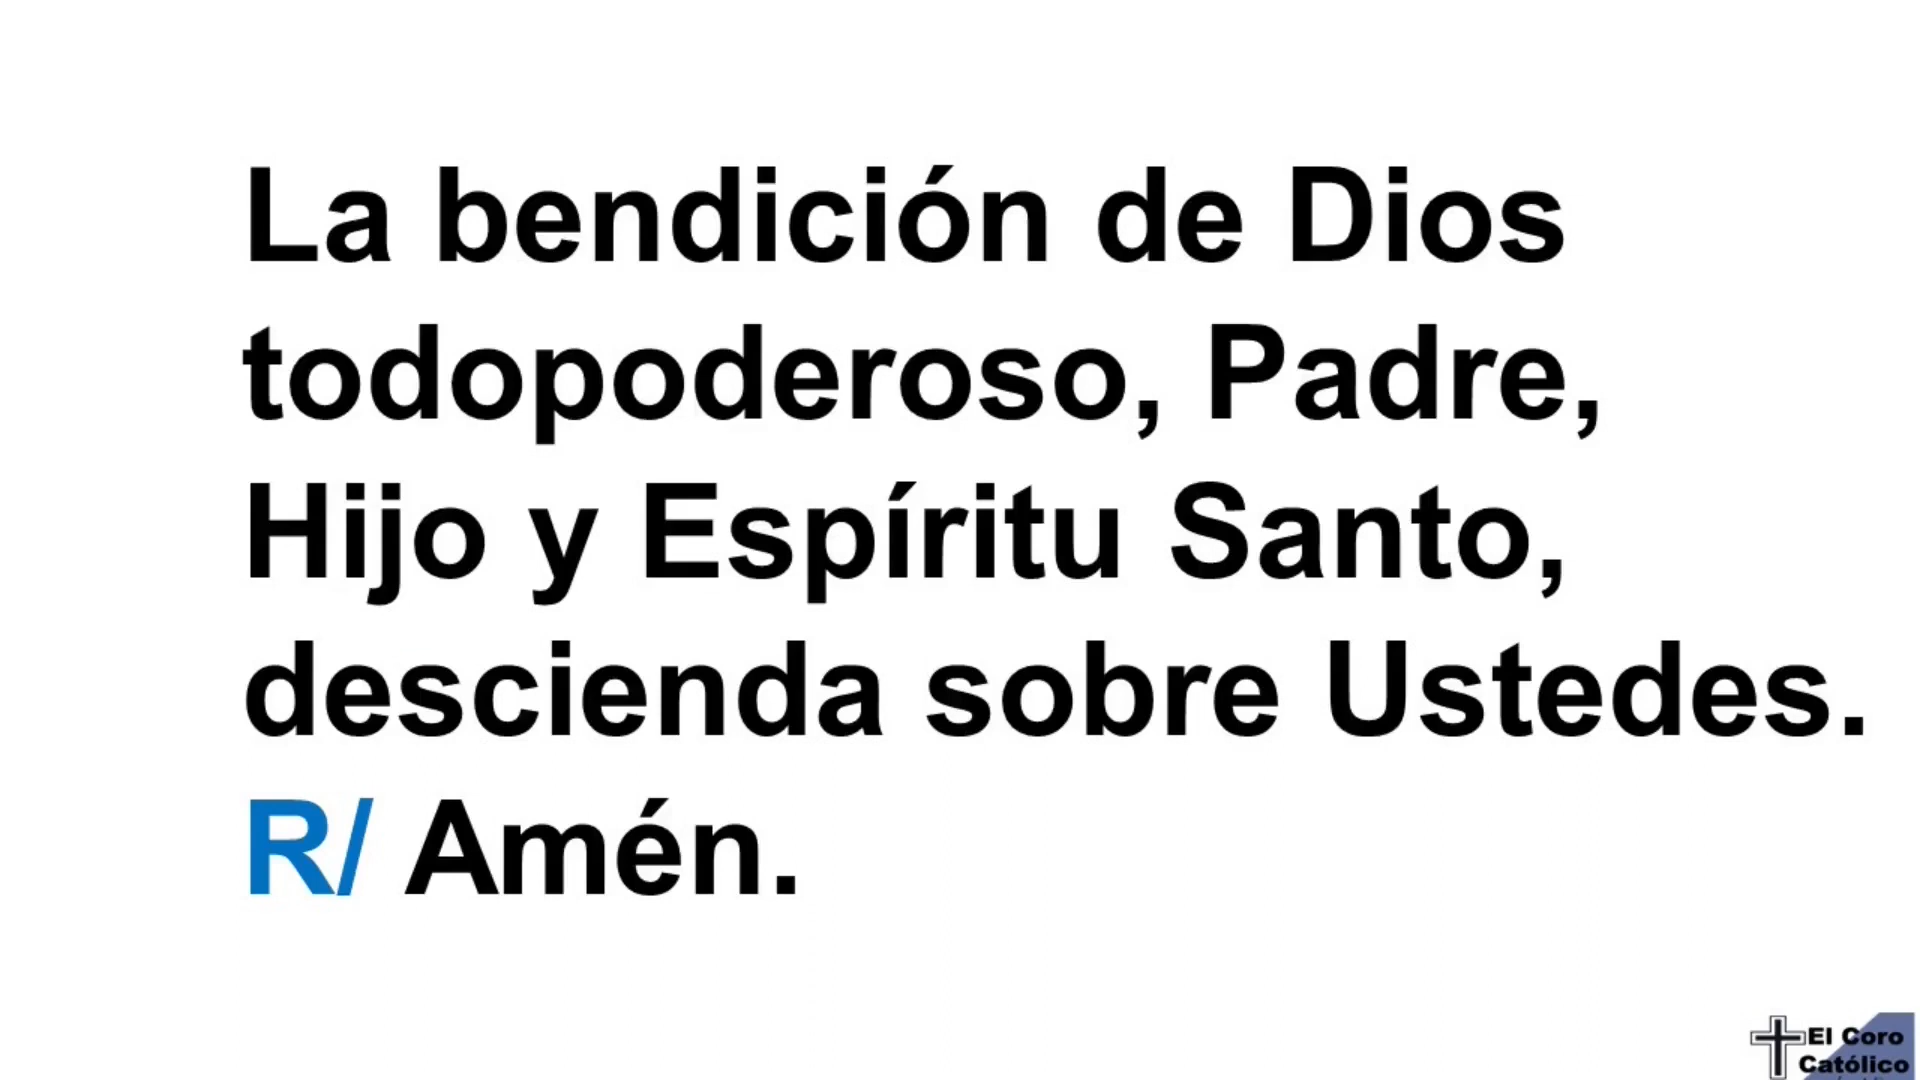 La bendición de Dios
todopoderoso, Padre,
Hijo y Espíritu Santo,
descienda sobre Ustedes.
R/ Amén.
El Coro
Católico